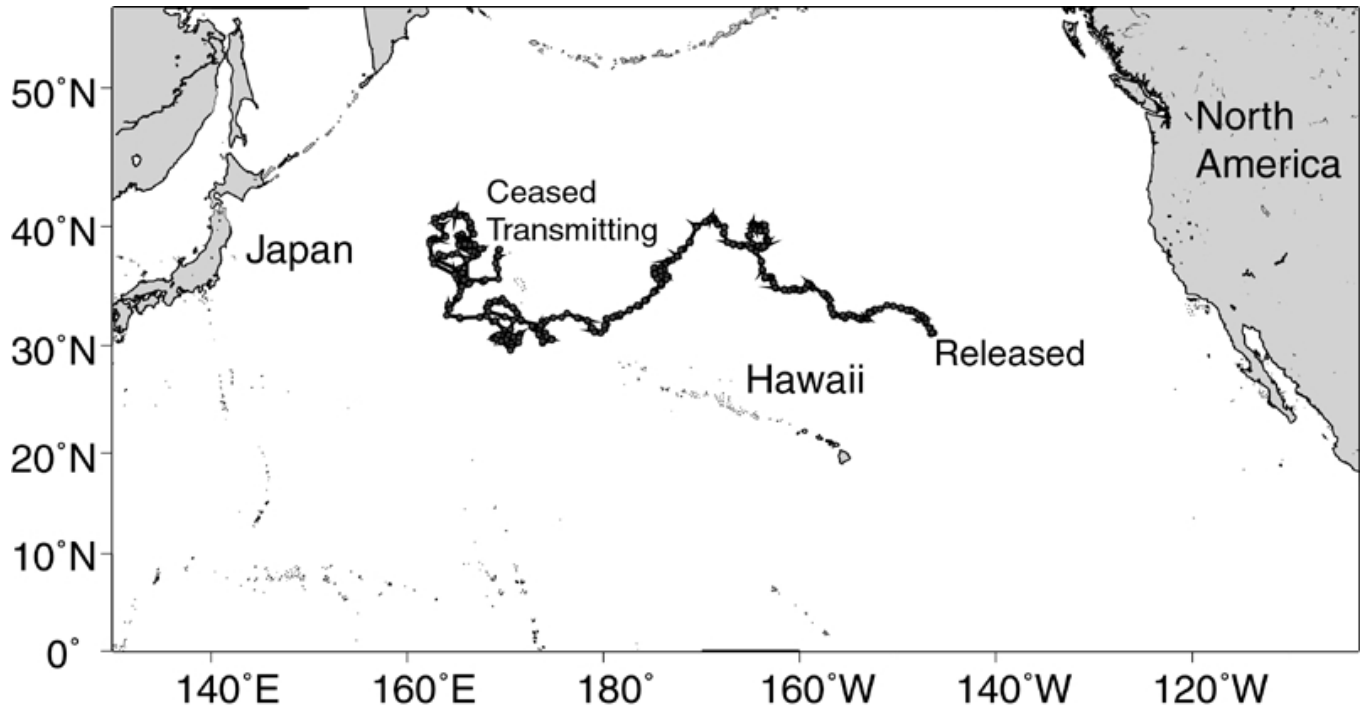 50°N
North
America
Ceased
Transmitting
40°N
Japan
30°N
Released
Hawaii
20°N
10°N
0°
140°E
160°E
180°
160°W
140°W
120°W